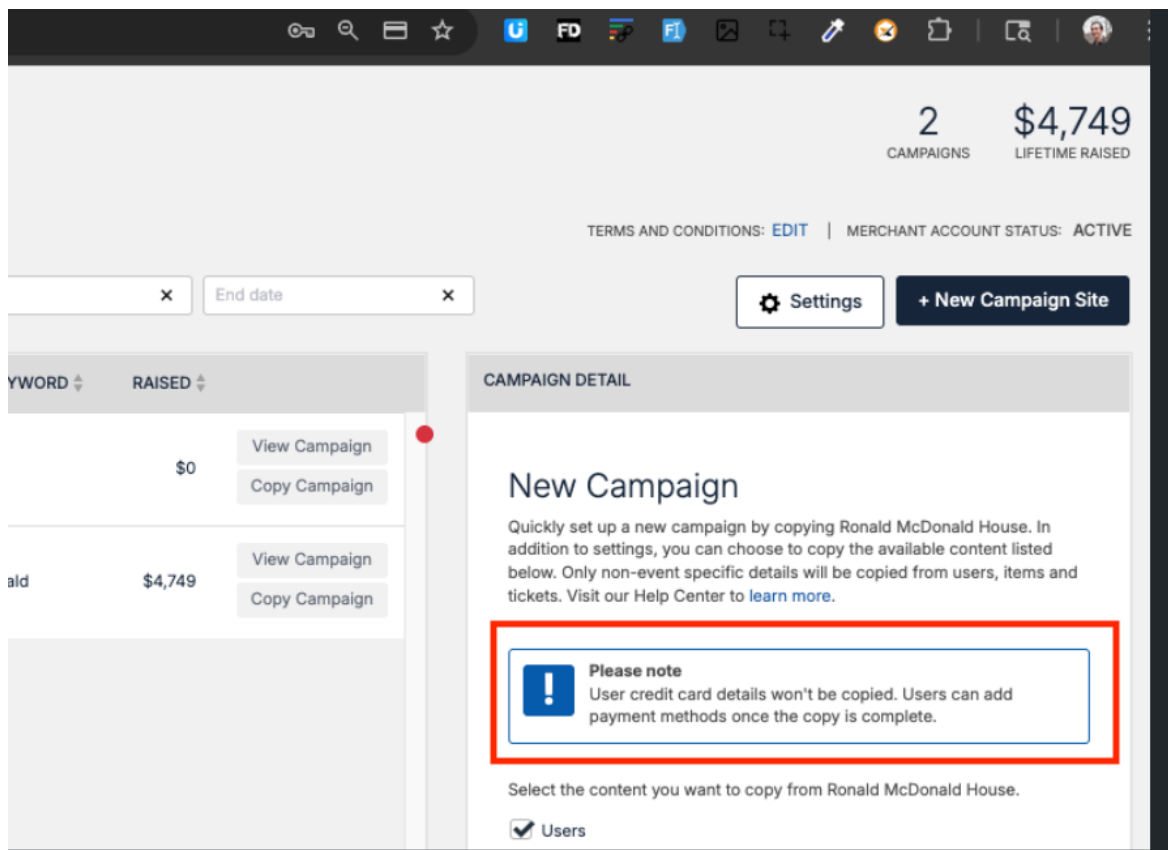 FD
2
$4,749
CAMPAIGNS
LIFETIME RAISED
TERMS AND CONDITIONS: EDIT | MERCHANT ACCOUNT STATUS: ACTIVE
End date
Settings
+ New Campaign Site
YWORD
RAISED
CAMPAIGN DETAIL
View Campaign
$0
Copy Campaign
View Campaign
ald
$4,749
Copy Campaign
New Campaign
Quickly set up a new campaign by copying Ronald McDonald House. In
addition to settings, you can choose to copy the available content listed
below. Only non-event specific details will be copied from users, items and
tickets. Visit our Help Center to learn more.
Please note
User credit card details won't be copied. Users can add
payment methods once the copy is complete.
Select the content you want to copy from Ronald McDonald House.
Users